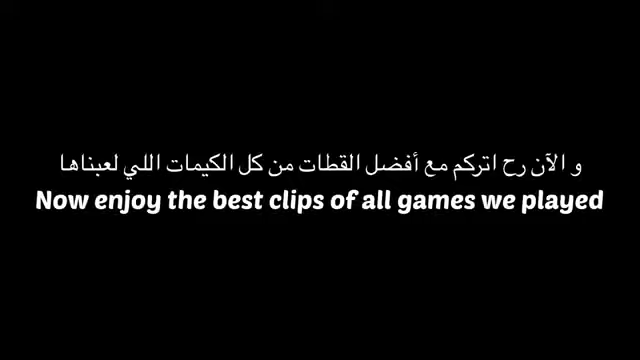 و الآن رح اتركم مع أفضل القطات من كل الكيمات اللي لعبناها
Now enjoy the best clips of all games we played